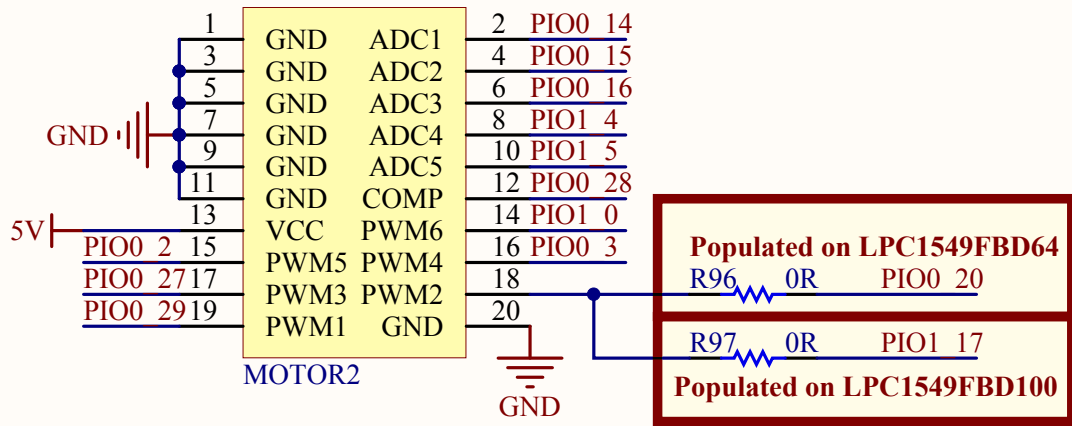 1 GND ADC1 2 PIO0_14
3 GND ADC2 4 PIO0_15
5 GND ADC3 6 PIO0_16
GND 7 GND ADC4 8 PIO1_4
9 GND ADC5 10 PIO1_5
11 GND COMP 12 PIO0_28
5V 13 VCC PWM6 14 PIO1_0
PIO0_2 15 PWM5 PWM4 16 PIO0_3
Populated on LPC1549FBD64
PIO0_27 17 PWM3 PWM2 18 R96 0R PIO0_20
PIO0_29 19 PWM1 GND 20
R97 0R PIO1_17
MOTOR2
Populated on LPC1549FBD100
GND